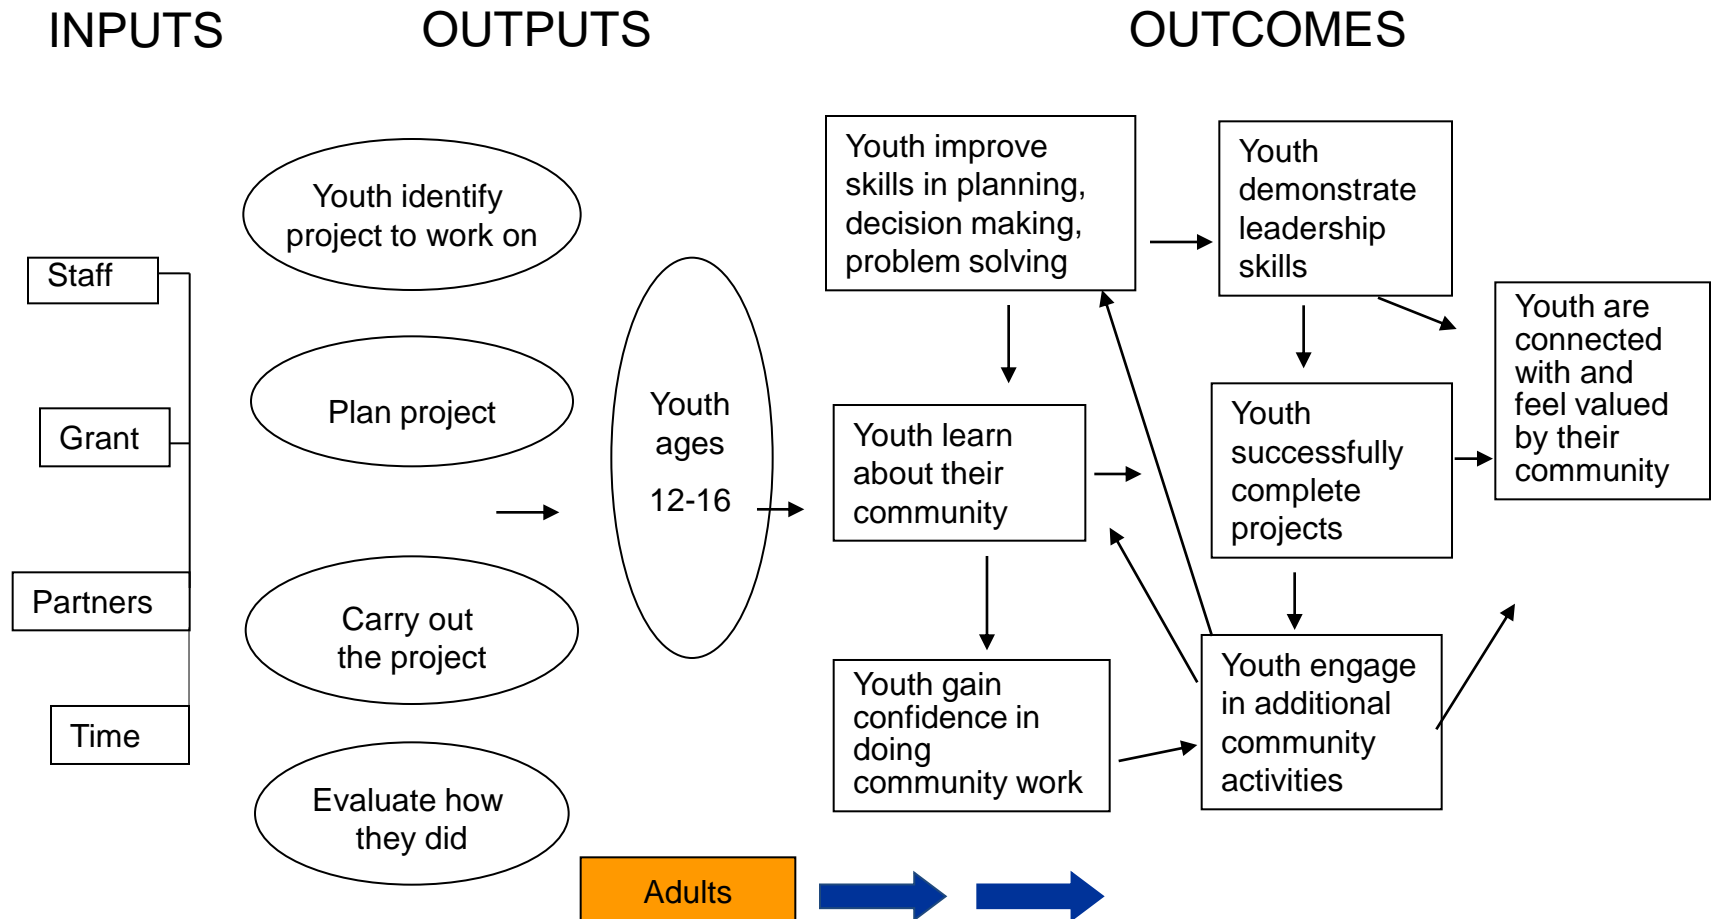 INPUTS
OUTPUTS
OUTCOMES
Staff
Grant
Partners
Time
Youth identify
project to work on
Plan project
Carry out
the project
Evaluate how
they did
Youth
ages
12-16
Adults
Youth improve
skills in planning,
decision making,
problem solving
Youth learn
about their
community
Youth gain
confidence in
doing
community work
Youth
demonstrate
leadership
skills
Youth
successfully
complete
projects
Youth engage
in additional
community
activities
Youth are
connected
with and
feel valued
by their
community